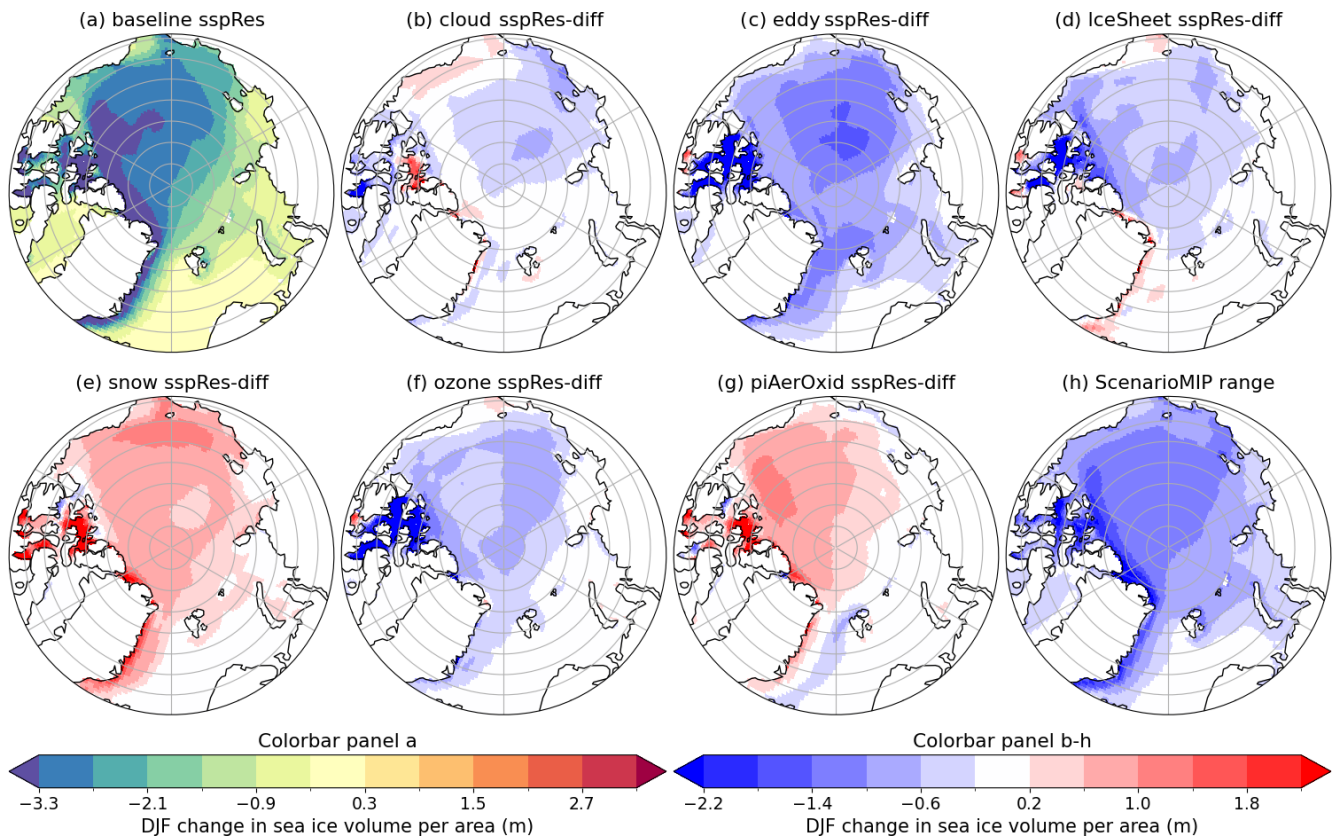 (a) baseline sspRes
(b) cloud sspRes-diff
(c) eddy sspRes-diff
(d) IceSheet sspRes-diff
(e) snow sspRes-diff
(f) ozone sspRes-diff
(g) piAerOxid sspRes-diff
(h) ScenarioMIP range
Colorbar panel a
−3.3 −2.1 −0.9 0.3 1.5 2.7
DJF change in sea ice volume per area (m)
Colorbar panel b-h
−2.2 −1.4 −0.6 0.2 1.0 1.8
DJF change in sea ice volume per area (m)